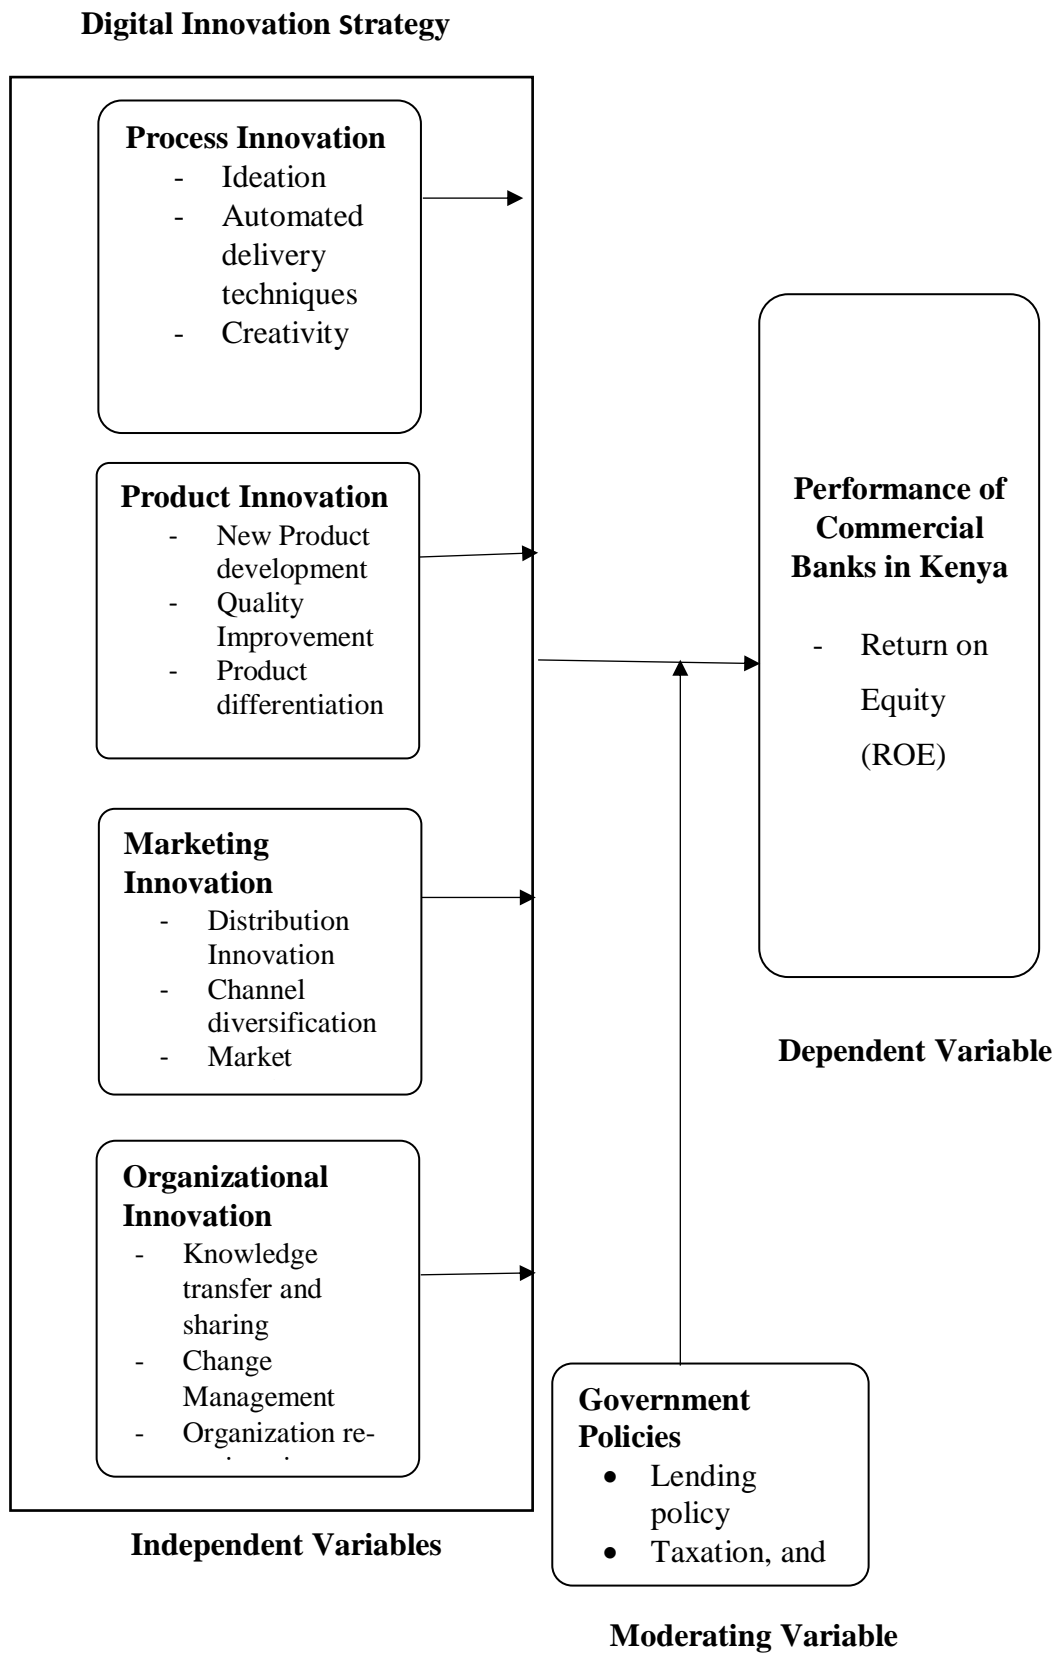 Digital Innovation Strategy
Process Innovation
- Ideation
- Automated
delivery
techniques
- Creativity
Product Innovation
- New Product
development
- Quality
Improvement
- Product
differentiation
Marketing
Innovation
- Distribution
Innovation
- Channel
diversification
- Market
Organizational
Innovation
- Knowledge
transfer and
sharing
- Change
Management
- Organization re-
Independent Variables
Performance of
Commercial
Banks in Kenya
- Return on
Equity
(ROE)
Dependent Variable
Government
Policies
• Lending
policy
• Taxation, and
Moderating Variable